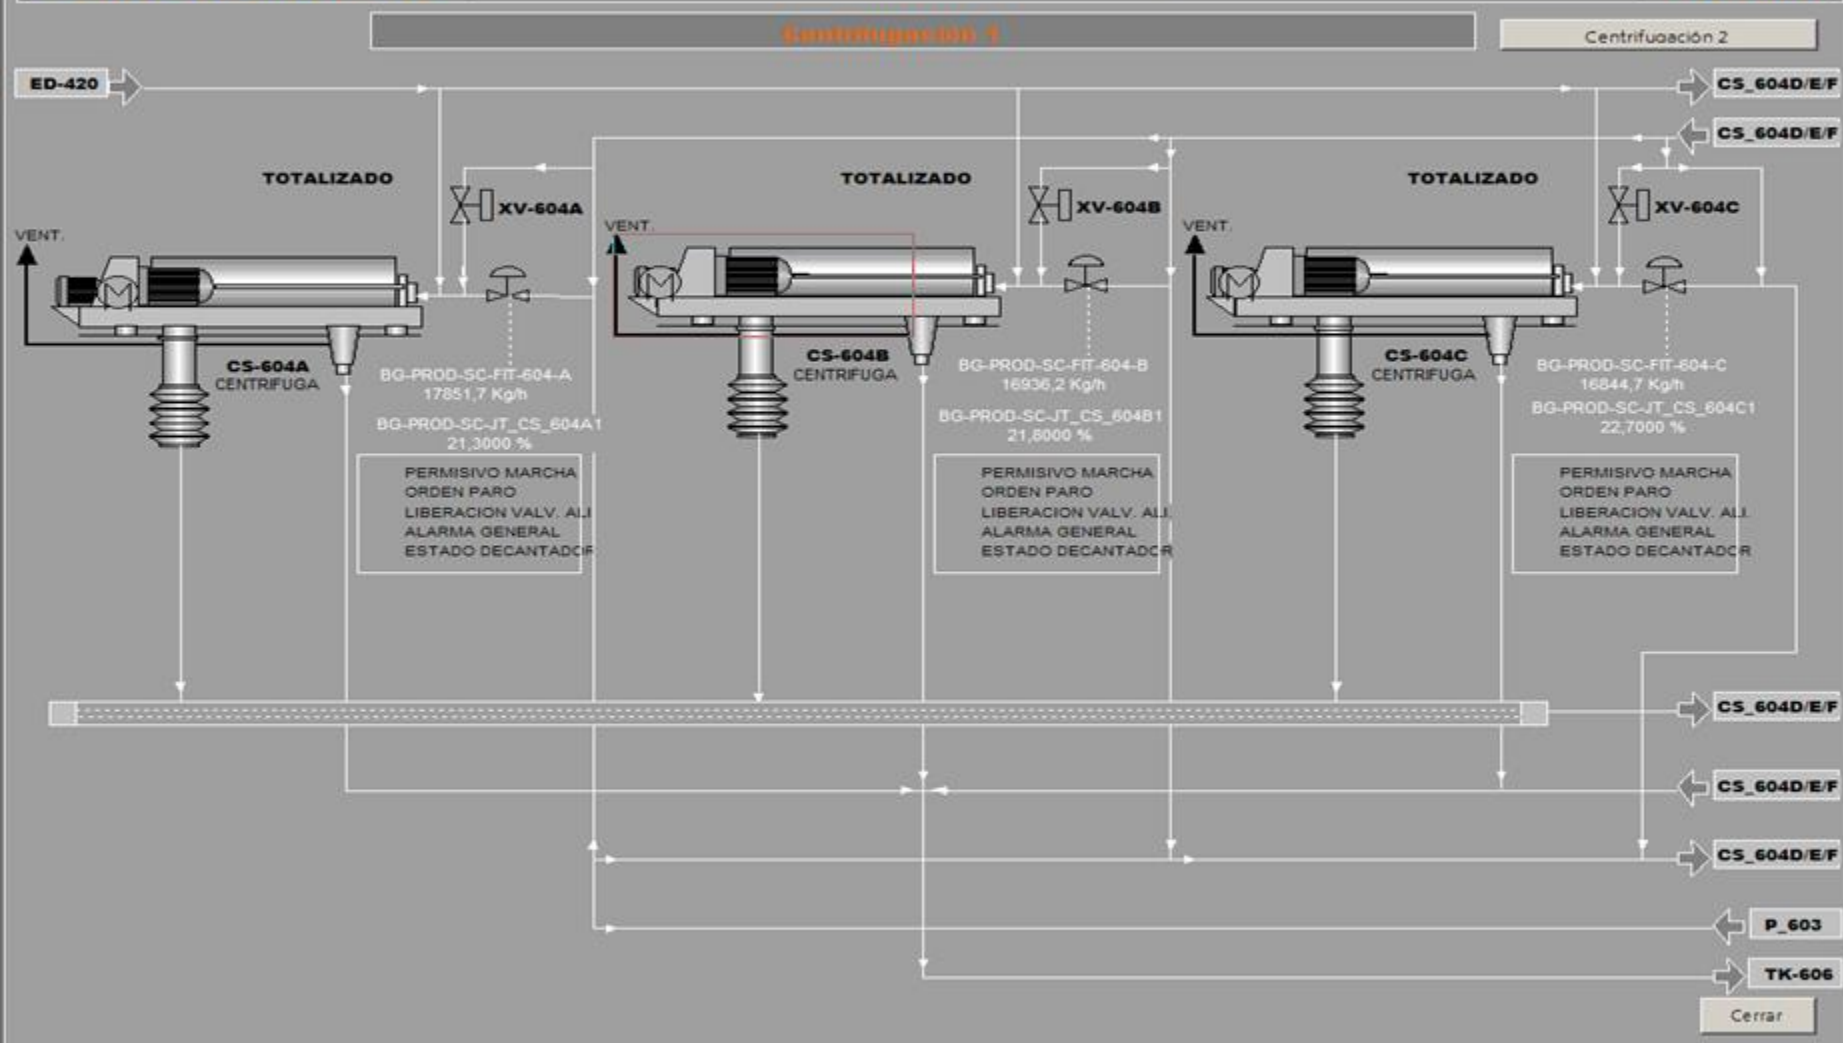 Centrifugación 1
Centrifugación 2
ED-420
CS_604D/E/F
CS_604D/E/F
TOTALIZADO
TOTALIZADO
TOTALIZADO
XV-604A
XV-604B
XV-604C
VENT.
VENT.
VENT.
CS-604A
CENTRIFUGA
BG-PROD-SC-FIT-604-A
17851,7 Kg/h
BG-PROD-SC-JT_CS_604A1
21,3000 %
PERMISIVO MARCHA
ORDEN PARO
LIBERACION VALV. ALI
ALARMA GENERAL
ESTADO DECANTADOR
CS-604B
CENTRIFUGA
BG-PROD-SC-FIT-604-B
16936,2 Kg/h
BG-PROD-SC-JT_CS_604B1
21,8000 %
PERMISIVO MARCHA
ORDEN PARO
LIBERACION VALV. ALI.
ALARMA GENERAL
ESTADO DECANTADOR
CS-604C
CENTRIFUGA
BG-PROD-SC-FIT-604-C
16844,7 Kg/h
BG-PROD-SC-JT_CS_604C1
22,7000 %
PERMISIVO MARCHA
ORDEN PARO
LIBERACION VALV. ALI.
ALARMA GENERAL
ESTADO DECANTADOR
CS_604D/E/F
CS_604D/E/F
CS_604D/E/F
P_603
TK-606
Cerrar